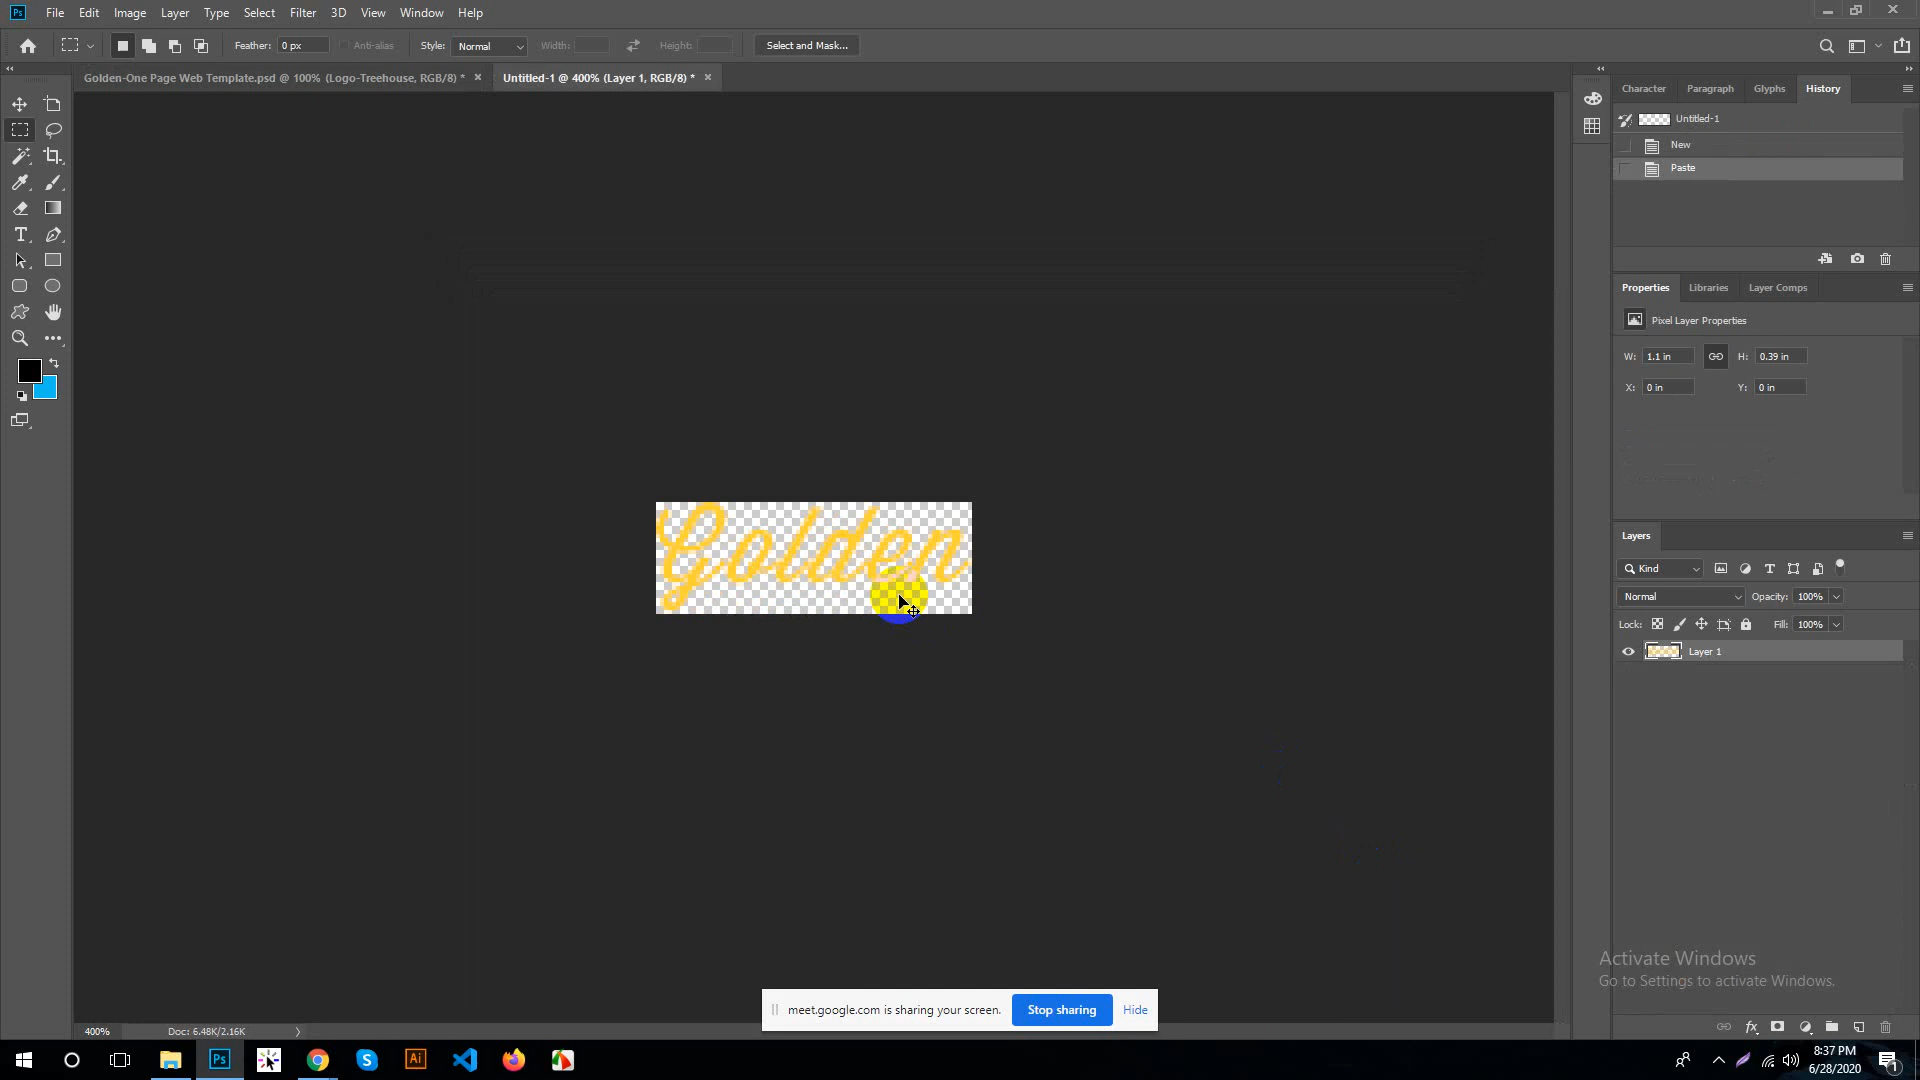 Ps File Edit Image Layer Type Select Filter 3D View Window Help
Feather: 0 px Anti-alias Style: Normal Width: Height: Select and Mask...
Golden-One Page Web Template.psd @ 100% (Logo-Treehouse, RGB/8) * × Untitled-1 @ 400% (Layer 1, RGB/8) * ×
Character Paragraph Glyphs History
Untitled-1
New
Paste
Properties Libraries Layer Comps
Pixel Layer Properties
W: 1.1 in H: 0.39 in
X: 0 in Y: 0 in
Golden
Layers
Kind
Normal Opacity: 100%
Lock: Fill: 100%
Layer 1
Activate Windows
Go to Settings to activate Windows.
meet.google.com is sharing your screen. Stop sharing Hide
400% Doc: 6.48K/2.16K
fx
Ps S Ai
8:37 PM
6/28/2020
1